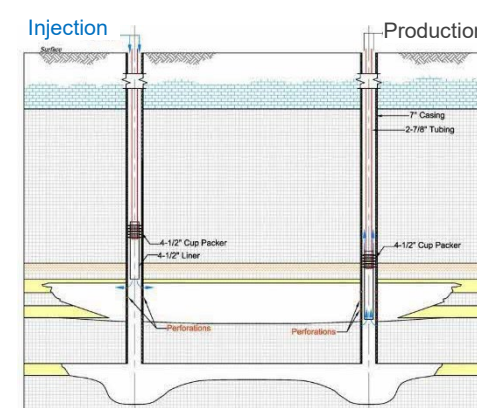 Injection
Production
Surface
7" Casing
2-7/8" Tubing
4-1/2" Cup Packer
4-1/2" Liner
4-1/2" Cup Packer
Perforations
Perforations